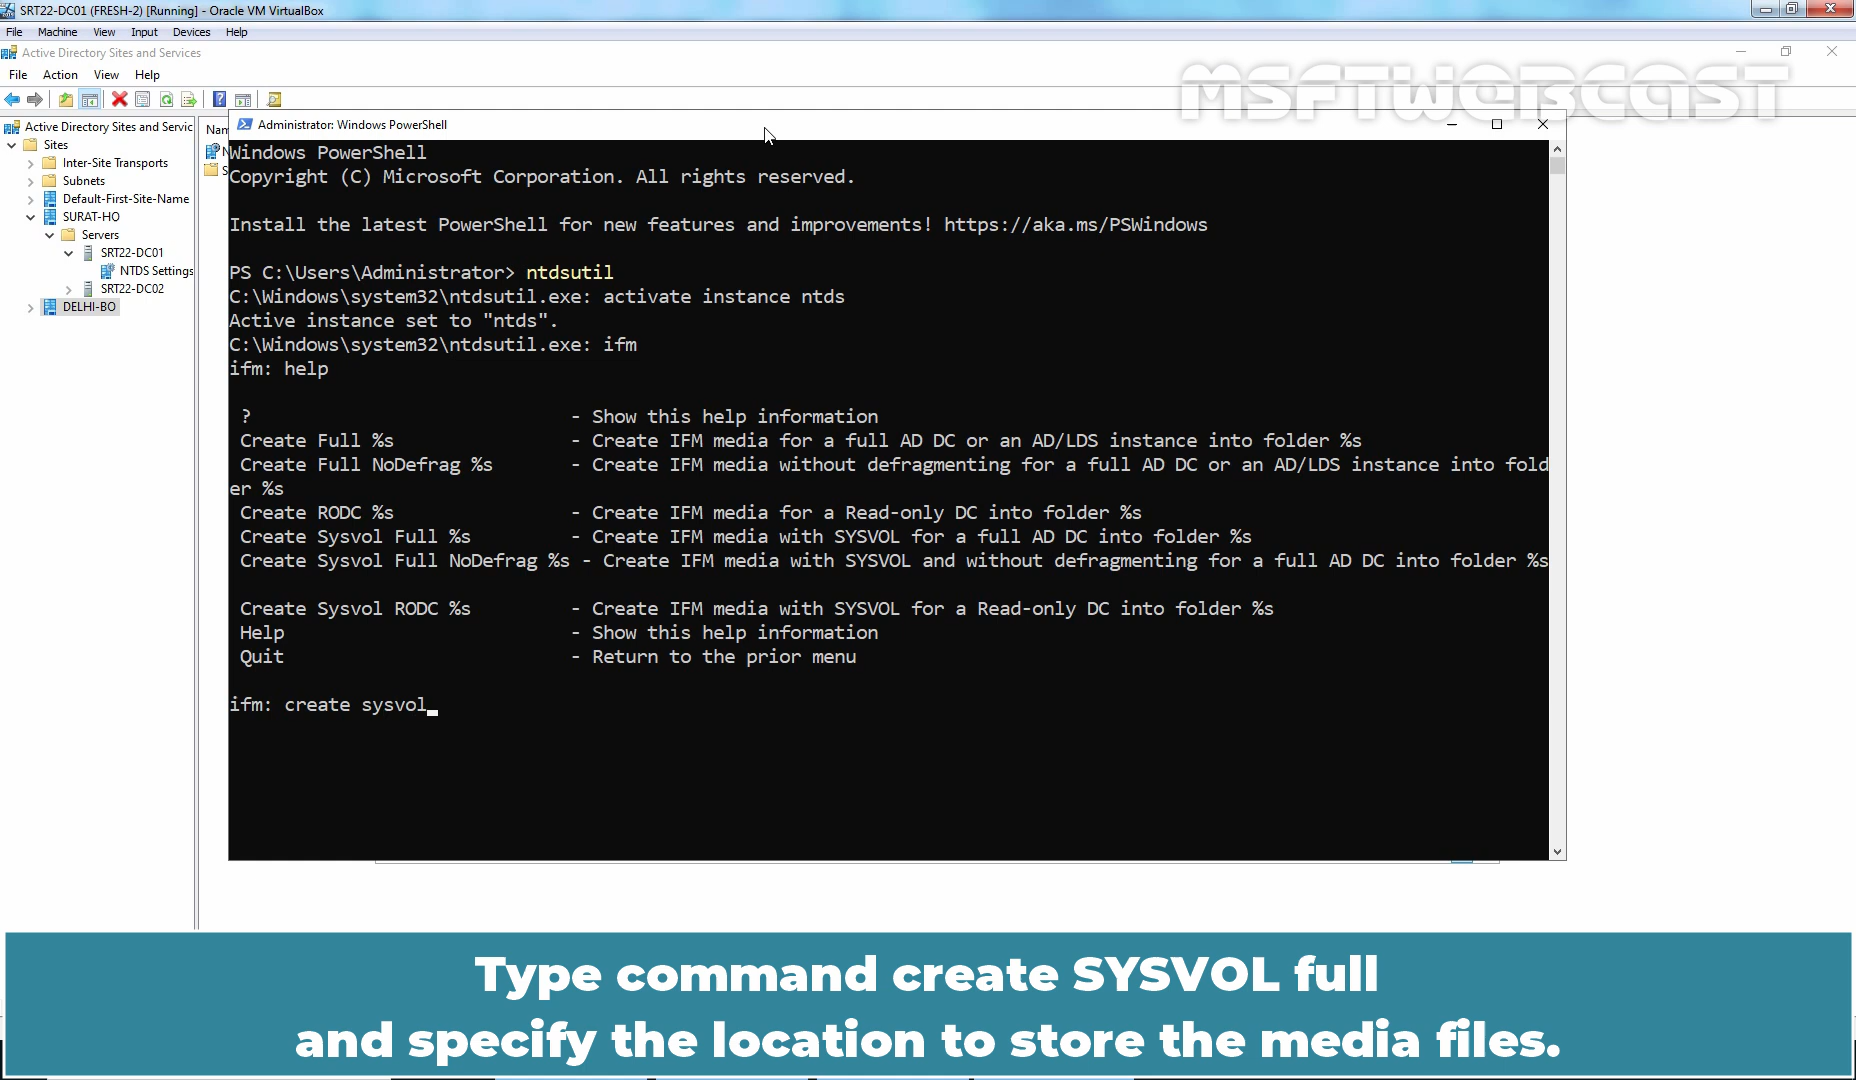 SRT22-DC01 (FRESH-2) [Running] - Oracle VM VirtualBox
File Machine View Input Devices Help
Active Directory Sites and Services
File Action View Help
MSFTWEBCAST
Active Directory Sites and Servic
Sites
Inter-Site Transports
Subnets
Default-First-Site-Name
SURAT-HO
Servers
SRT22-DC01
NTDS Settings
SRT22-DC02
DELHI-BO
Nam
Administrator: Windows PowerShell
Windows PowerShell
Copyright (C) Microsoft Corporation. All rights reserved.
Install the latest PowerShell for new features and improvements! https://aka.ms/PSWindows
PS C:\Users\Administrator> ntdsutil
C:\Windows\system32\ntdsutil.exe: activate instance ntds
Active instance set to "ntds".
C:\Windows\system32\ntdsutil.exe: ifm
ifm: help
? - Show this help information
Create Full %s - Create IFM media for a full AD DC or an AD/LDS instance into folder %s
Create Full NoDefrag %s - Create IFM media without defragmenting for a full AD DC or an AD/LDS instance into fold
er %s
Create RODC %s - Create IFM media for a Read-only DC into folder %s
Create Sysvol Full %s - Create IFM media with SYSVOL for a full AD DC into folder %s
Create Sysvol Full NoDefrag %s - Create IFM media with SYSVOL and without defragmenting for a full AD DC into folder %s
Create Sysvol RODC %s - Create IFM media with SYSVOL for a Read-only DC into folder %s
Help - Show this help information
Quit - Return to the prior menu
ifm: create sysvol_
Type command create SYSVOL full
and specify the location to store the media files.